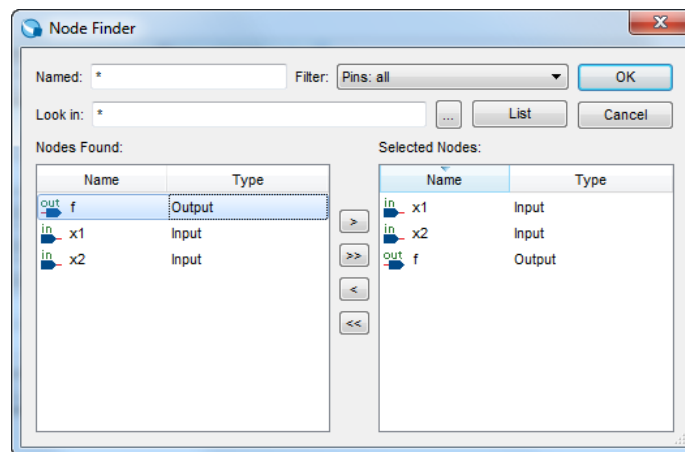 Node Finder
Named: * Filter: Pins: all OK
Look in: * ... List Cancel
Nodes Found: Selected Nodes:
Name Type Name Type
out f Output > in x1 Input
in x1 Input in x2 Input
in x2 Input >> out f Output
<
<<